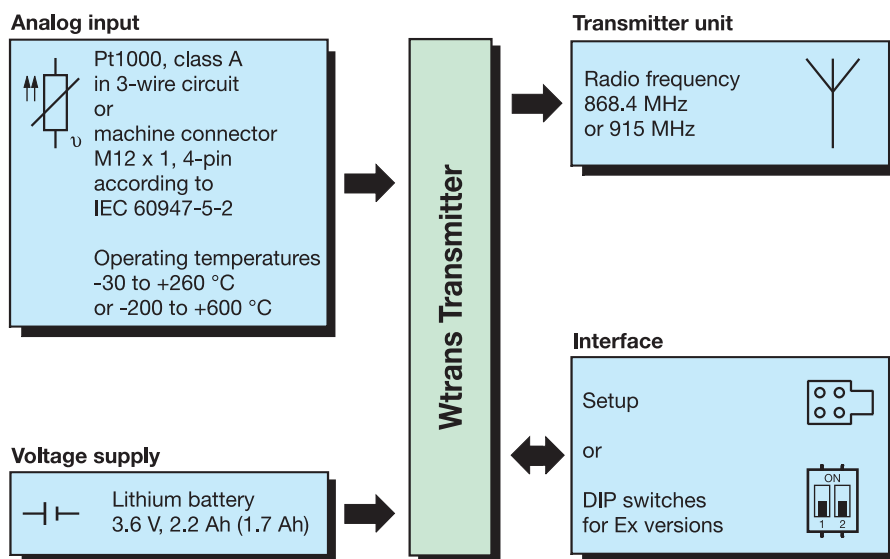 Analog input
Pt1000, class A
in 3-wire circuit
or
machine connector
M12 x 1, 4-pin
according to
IEC 60947-5-2
Operating temperatures
-30 to +260 °C
or -200 to +600 °C
υ
Voltage supply
Lithium battery
3.6 V, 2.2 Ah (1.7 Ah)
Wtrans Transmitter
Transmitter unit
Radio frequency
868.4 MHz
or 915 MHz
Interface
Setup
or
DIP switches
for Ex versions
ON
1 2